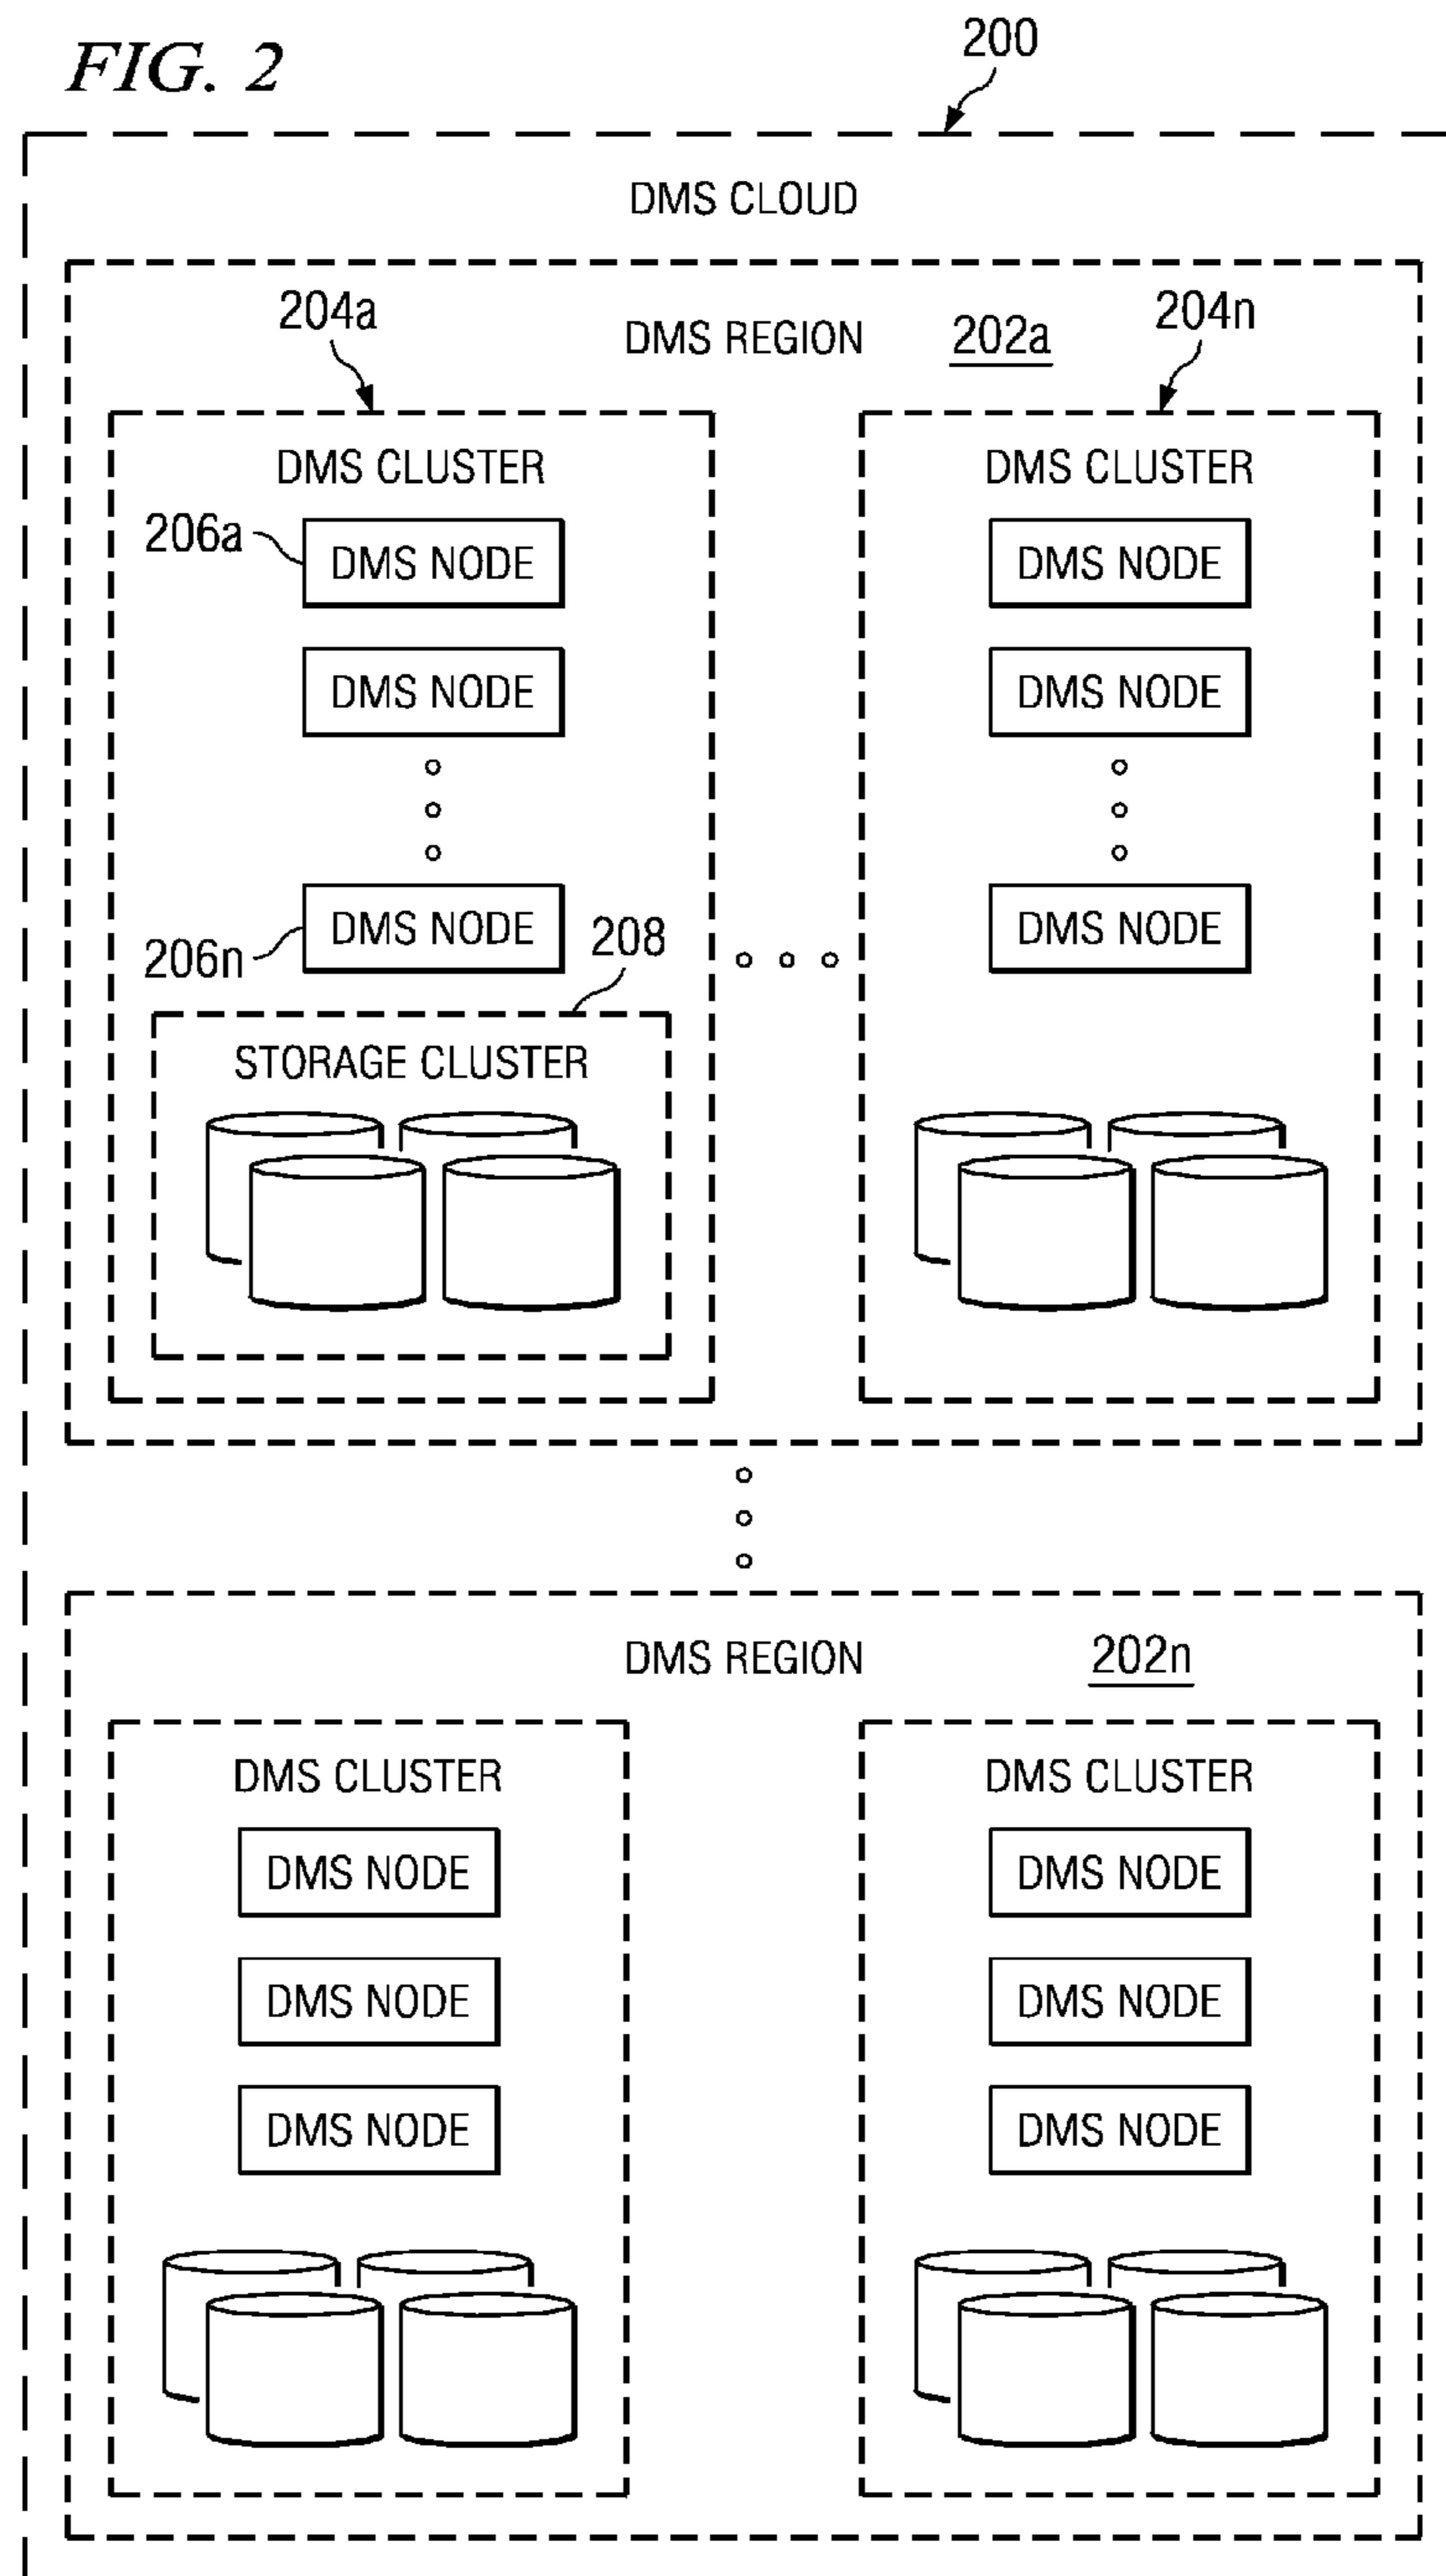 FIG. 2
200
DMS CLOUD
204a
DMS REGION 202a
204n
DMS CLUSTER
206a
DMS NODE
DMS NODE
206n
DMS NODE
208
STORAGE CLUSTER
DMS CLUSTER
DMS NODE
DMS NODE
DMS NODE
DMS REGION 202n
DMS CLUSTER
DMS NODE
DMS NODE
DMS NODE
DMS CLUSTER
DMS NODE
DMS NODE
DMS NODE